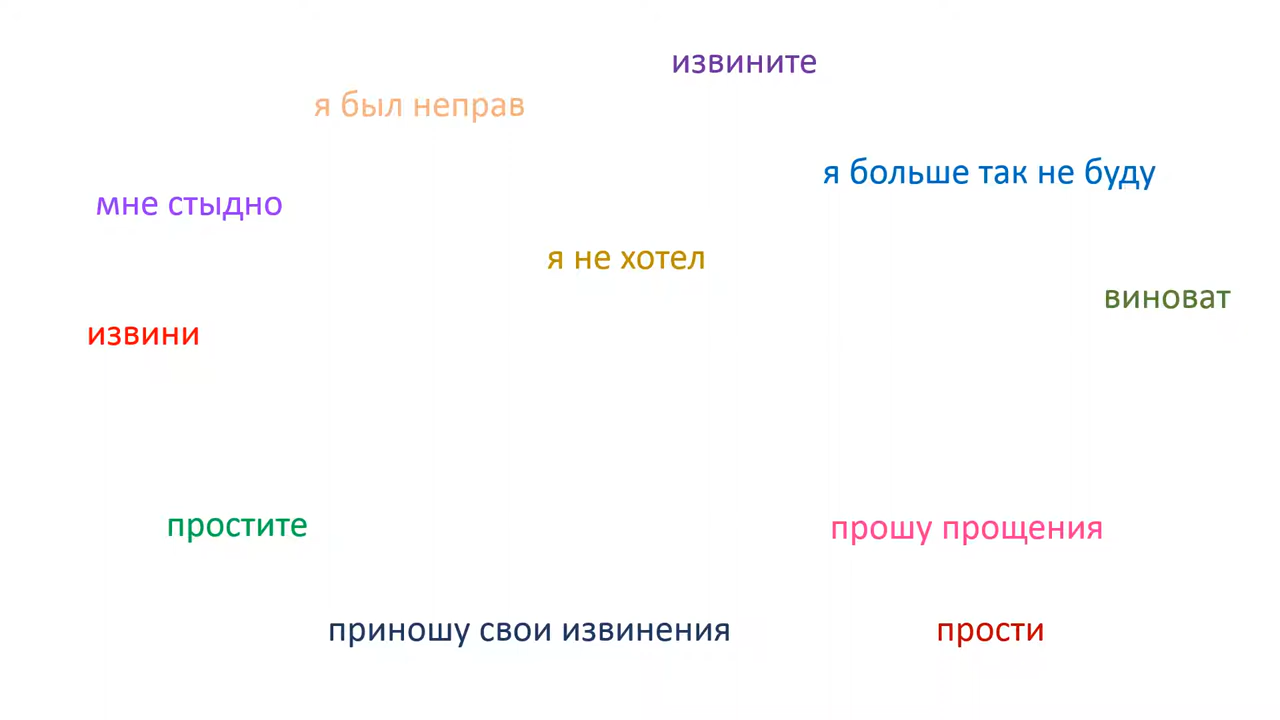 извините
я был неправ
я больше так не буду
мне стыдно
я не хотел
виноват
извини
простите
прошу прощения
приношу свои извинения
прости